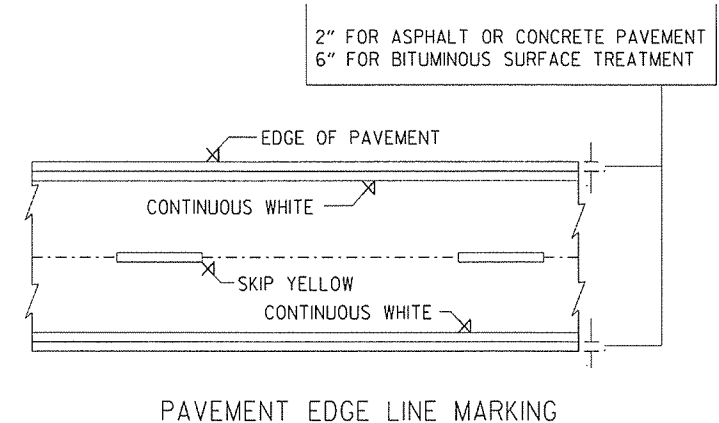 2" FOR ASPHALT OR CONCRETE PAVEMENT
6" FOR BITUMINOUS SURFACE TREATMENT
EDGE OF PAVEMENT
CONTINUOUS WHITE
SKIP YELLOW
CONTINUOUS WHITE
PAVEMENT EDGE LINE MARKING